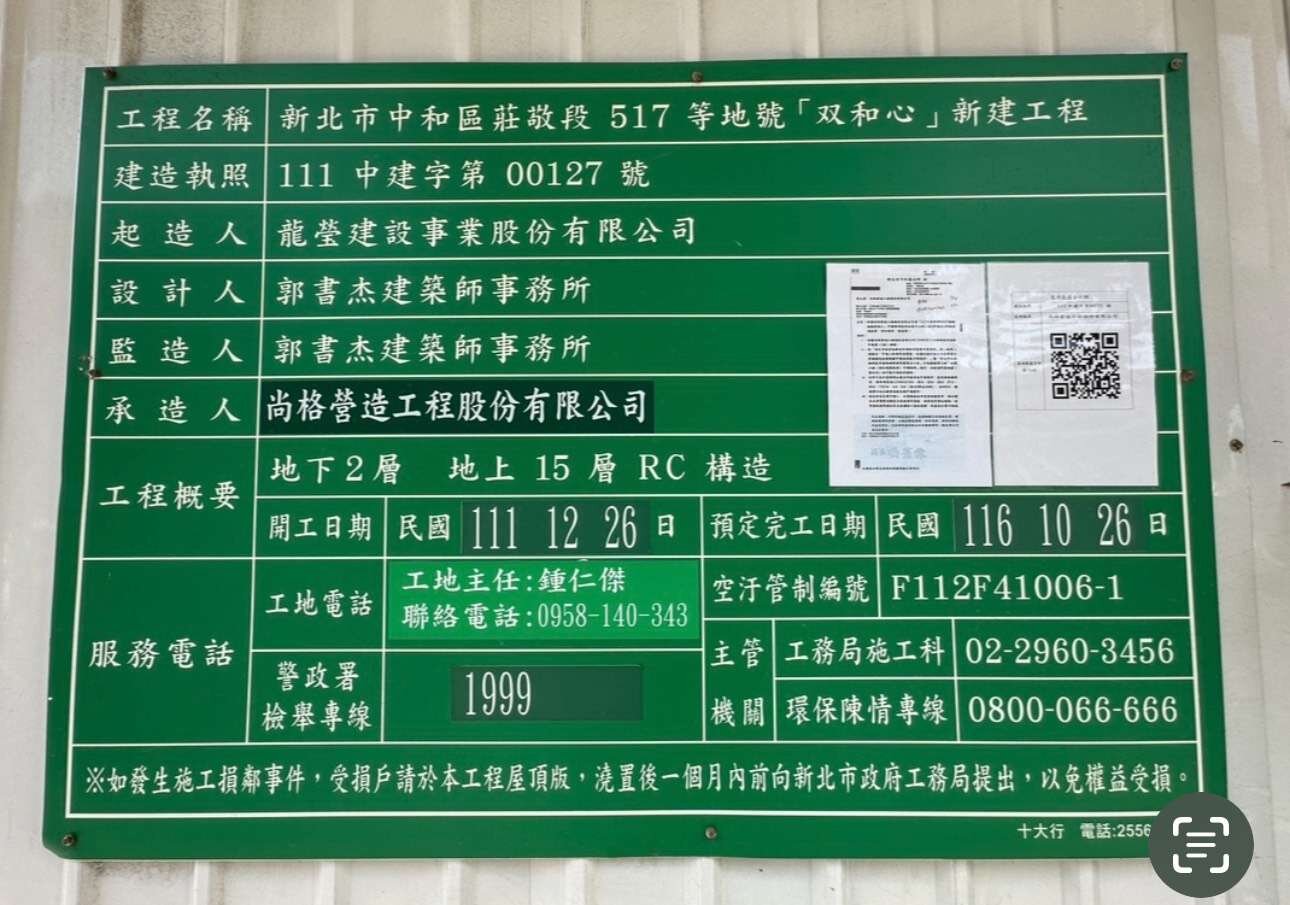 工程名稱 新北市中和區莊敬段 517 等地號「双和心」新建工程
建造執照 111 中建字第 00127 號
起造人 龍瑩建設事業股份有限公司
設計人 郭書杰建築師事務所
監造人 郭書杰建築師事務所
承造人 尚格營造工程股份有限公司
工程概要 地下2層 地上 15 層 RC 構造
開工日期 民國 111 12 26 日 預定完工日期 民國 116 10 26 日
服務電話
工地電話
工地主任:鍾仁傑
聯絡電話:0958-140-343
空汙管制編號 F112F41006-1
警政署
檢舉專線
1999
主管
機關
工務局施工科 02-2960-3456
環保陳情專線 0800-066-666
※如發生施工損鄰事件，受損戶請於本工程屋頂版，澆置後一個月內前向新北市政府工務局提出，以免權益受損。
十大行 電話:2556